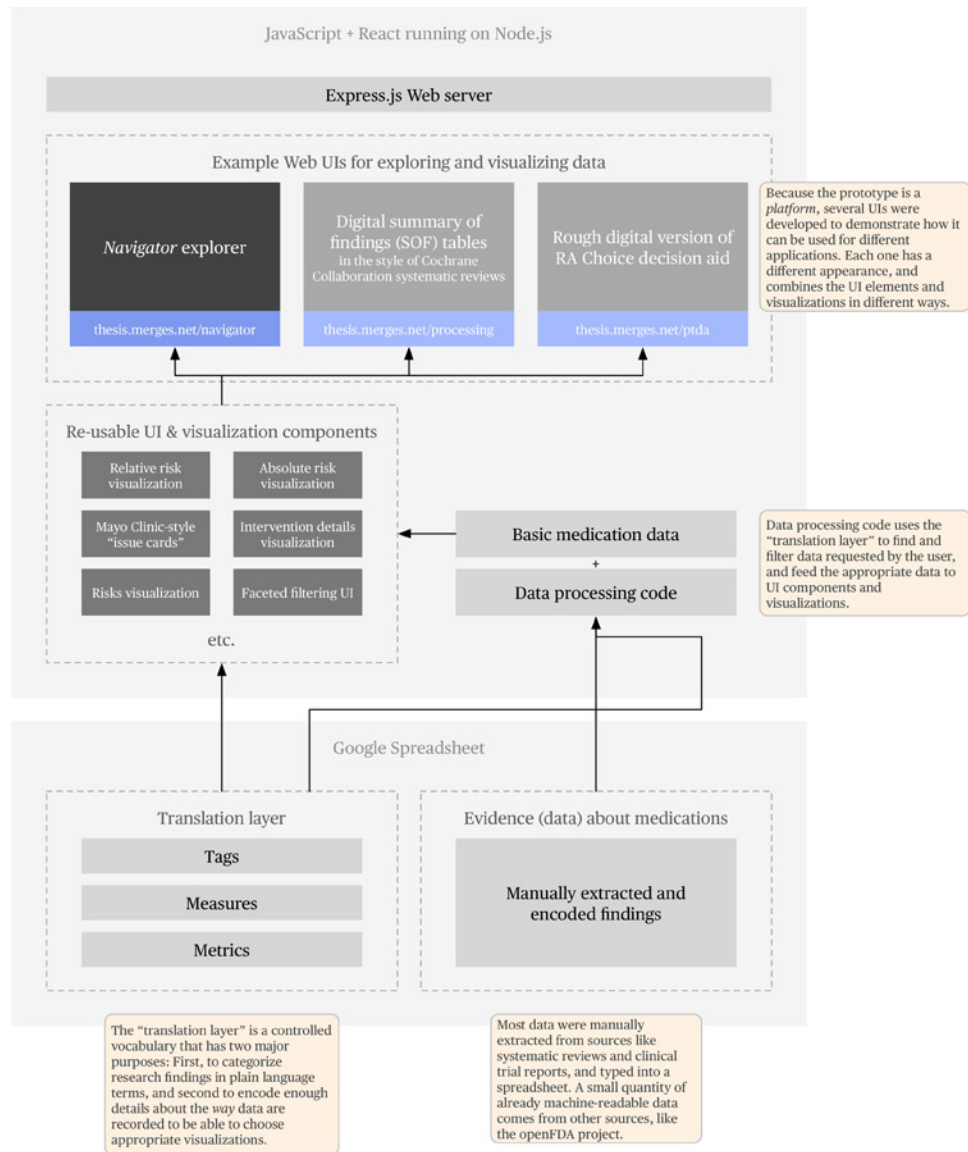 JavaScript + React running on Node.js
Express.js Web server
Example Web UIs for exploring and visualizing data
Navigator explorer
thesis.merges.net/navigator
Digital summary of
findings (SOF) tables
in the style of Cochrane
Collaboration systematic reviews
thesis.merges.net/processing
Rough digital version of
RA Choice decision aid
thesis.merges.net/ptda
Because the prototype is a
platform, several UIs were
developed to demonstrate how it
can be used for different
applications. Each one has a
different appearance, and
combines the UI elements and
visualizations in different ways.
Re-usable UI & visualization components
Relative risk
visualization
Absolute risk
visualization
Mayo Clinic-style
“issue cards”
Intervention details
visualization
Risks visualization
Faceted filtering UI
etc.
Basic medication data
+
Data processing code
Data processing code uses the
“translation layer” to find and
filter data requested by the user,
and feed the appropriate data to
UI components and
visualizations.
Google Spreadsheet
Translation layer
Tags
Measures
Metrics
Evidence (data) about medications
Manually extracted and
encoded findings
The “translation layer” is a controlled
vocabulary that has two major
purposes: First, to categorize
research findings in plain language
terms, and second to encode enough
details about the way data are
recorded to be able to choose
appropriate visualizations.
Most data were manually
extracted from sources like
systematic reviews and clinical
trial reports, and typed into a
spreadsheet. A small quantity of
already machine-readable data
comes from other sources, like
the openFDA project.